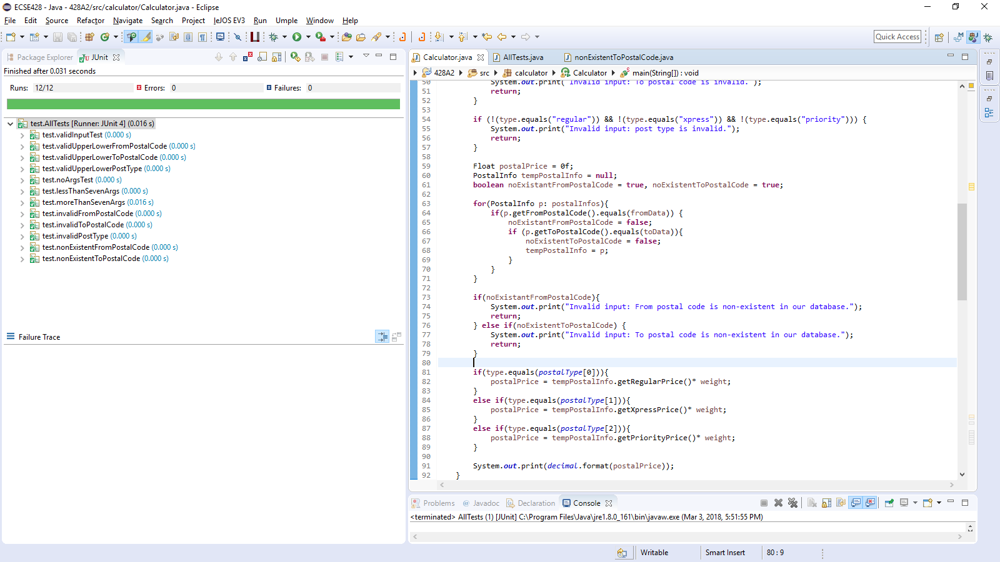 ECSE428 - Java - 428A2/src/calculator/Calculator.java - Eclipse
File Edit Source Refactor Navigate Search Project leJOS EV3 Run Umple Window Help
Quick Access
Package Explorer JUnit
Finished after 0.031 seconds
Runs: 12/12 Errors: 0 Failures: 0
test.AllTests [Runner: JUnit 4] (0.016 s)
test.validInputTest (0.000 s)
test.validUpperLowerFromPostalCode (0.000 s)
test.validUpperLowerToPostalCode (0.000 s)
test.validUpperLowerPostType (0.000 s)
test.noArgsTest (0.000 s)
test.lessThanSevenArgs (0.000 s)
test.moreThanSevenArgs (0.016 s)
test.invalidFromPostalCode (0.000 s)
test.invalidToPostalCode (0.000 s)
test.invalidPostType (0.000 s)
test.nonExistentFromPostalCode (0.000 s)
test.nonExistentToPostalCode (0.000 s)
Failure Trace
Calculator.java AllTests.java nonExistentToPostalCode.java
428A2 src calculator Calculator main(String[]) : void
50 System.out.print("Invalid input: To postal code is invalid.");
51 return;
52 }
53
54 if (!(type.equals("regular")) && !(type.equals("xpress")) && !(type.equals("priority"))) {
55 System.out.print("Invalid input: post type is invalid.");
56 return;
57 }
58
59 Float postalPrice = 0f;
60 PostalInfo tempPostalInfo = null;
61 boolean noExistantFromPostalCode = true, noExistentToPostalCode = true;
62
63 for(PostalInfo p: postalInfos){
64 if(p.getFromPostalCode().equals(fromData)) {
65 noExistantFromPostalCode = false;
66 if (p.getToPostalCode().equals(toData)){
67 noExistentToPostalCode = false;
68 tempPostalInfo = p;
69 }
70 }
71 }
72
73 if(noExistantFromPostalCode){
74 System.out.print("Invalid input: From postal code is non-existent in our database.");
75 return;
76 } else if(noExistentToPostalCode) {
77 System.out.print("Invalid input: To postal code is non-existent in our database.");
78 return;
79 }
80
81 if(type.equals(postalType[0])){
82 postalPrice = tempPostalInfo.getRegularPrice()* weight;
83 }
84 else if(type.equals(postalType[1])){
85 postalPrice = tempPostalInfo.getXpressPrice()* weight;
86 }
87 else if(type.equals(postalType[2])){
88 postalPrice = tempPostalInfo.getPriorityPrice()* weight;
89 }
90
91 System.out.print(decimal.format(postalPrice));
92 }
Problems @ Javadoc Declaration Console
<terminated> AllTests (1) [JUnit] C:\Program Files\Java\jre1.8.0_161\bin\javaw.exe (Mar 3, 2018, 5:51:55 PM)
Writable Smart Insert 80 : 9